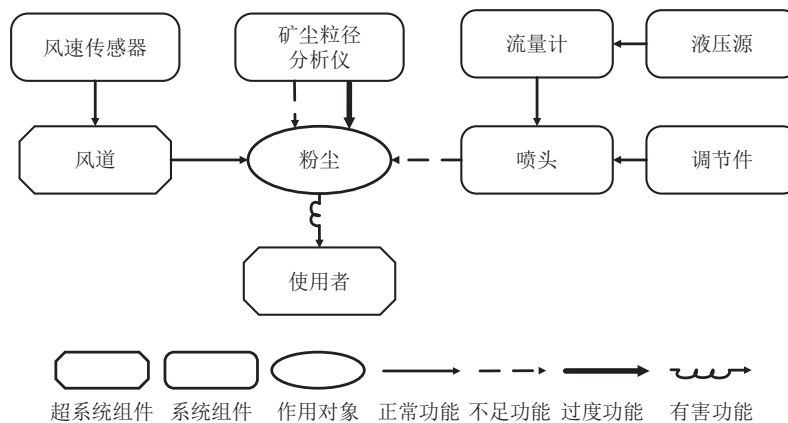 风速传感器
矿尘粒径
分析仪
流量计
液压源
风道
粉尘
喷头
调节件
使用者
超系统组件
系统组件
作用对象
正常功能
不足功能
过度功能
有害功能